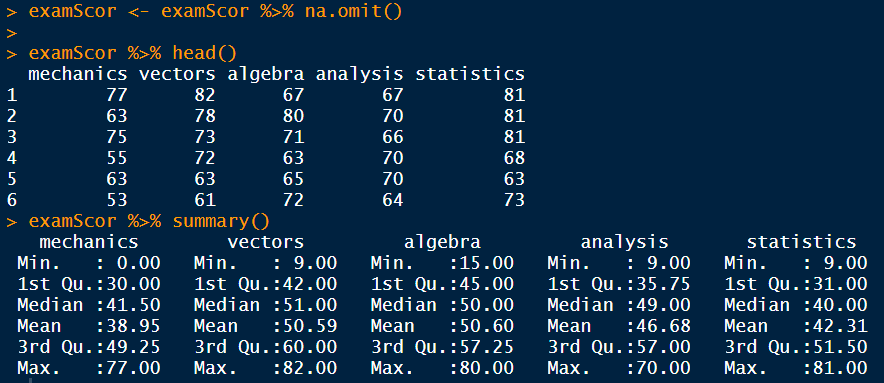 > examScor <- examScor %>% na.omit()
>
> examScor %>% head()
  mechanics vectors algebra analysis statistics
1        77      82      67       67         81
2        63      78      80       70         81
3        75      73      71       66         81
4        55      72      63       70         68
5        63      63      65       70         63
6        53      61      72       64         73
> examScor %>% summary()
   mechanics        vectors         algebra         analysis       statistics
 Min.   : 0.00   Min.   : 9.00   Min.   :15.00   Min.   : 9.00   Min.   : 9.00
 1st Qu.:30.00   1st Qu.:42.00   1st Qu.:45.00   1st Qu.:35.75   1st Qu.:31.00
 Median :41.50   Median :51.00   Median :50.00   Median :49.00   Median :40.00
 Mean   :38.95   Mean   :50.59   Mean   :50.60   Mean   :46.68   Mean   :42.31
 3rd Qu.:49.25   3rd Qu.:60.00   3rd Qu.:57.25   3rd Qu.:57.00   3rd Qu.:51.50
 Max.   :77.00   Max.   :82.00   Max.   :80.00   Max.   :70.00   Max.   :81.00